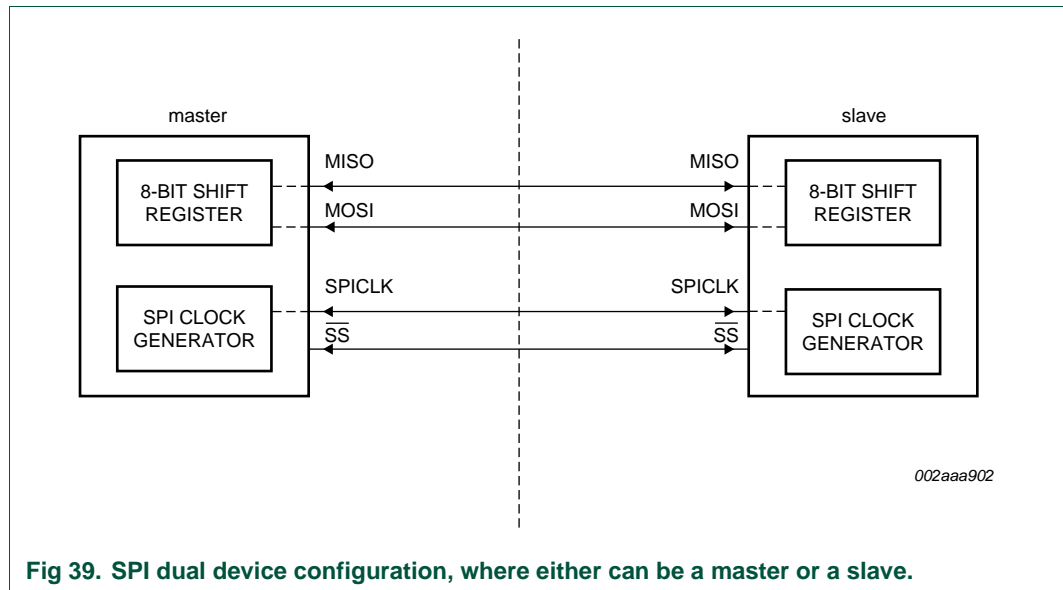 master
slave
8-BIT SHIFT
REGISTER
MISO
MISO
MOSI
MOSI
8-BIT SHIFT
REGISTER
SPI CLOCK
GENERATOR
SPICLK
SPICLK
SS
SS
SPI CLOCK
GENERATOR
002aaa902
Fig 39. SPI dual device configuration, where either can be a master or a slave.